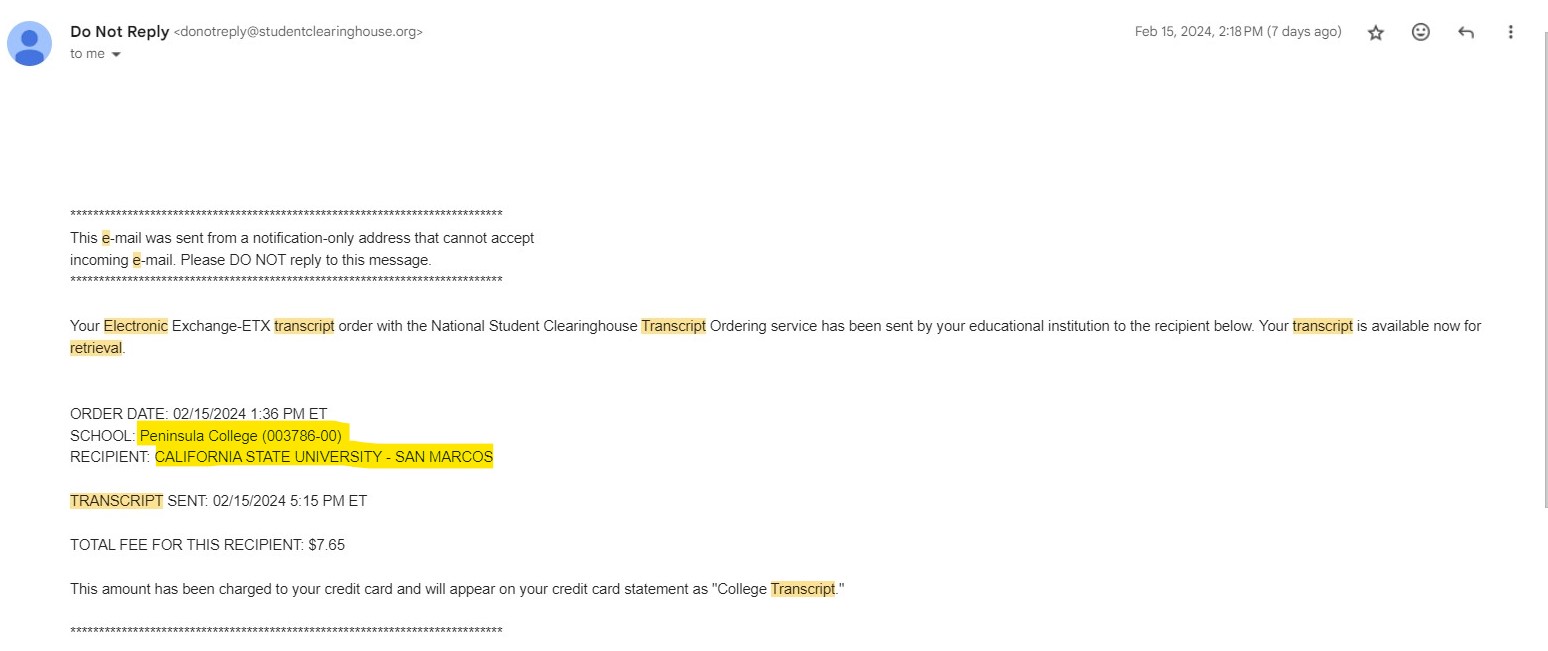 Do Not Reply <donotreply@studentclearinghouse.org>
Feb 15, 2024, 2:18 PM (7 days ago)
to me
***************************************************************************
This e-mail was sent from a notification-only address that cannot accept
incoming e-mail. Please DO NOT reply to this message.
***************************************************************************
Your Electronic Exchange-ETX transcript order with the National Student Clearinghouse Transcript Ordering service has been sent by your educational institution to the recipient below. Your transcript is available now for
retrieval.
ORDER DATE: 02/15/2024 1:36 PM ET
SCHOOL: Peninsula College (003786-00)
RECIPIENT: CALIFORNIA STATE UNIVERSITY - SAN MARCOS
TRANSCRIPT SENT: 02/15/2024 5:15 PM ET
TOTAL FEE FOR THIS RECIPIENT: $7.65
This amount has been charged to your credit card and will appear on your credit card statement as "College Transcript."
***************************************************************************